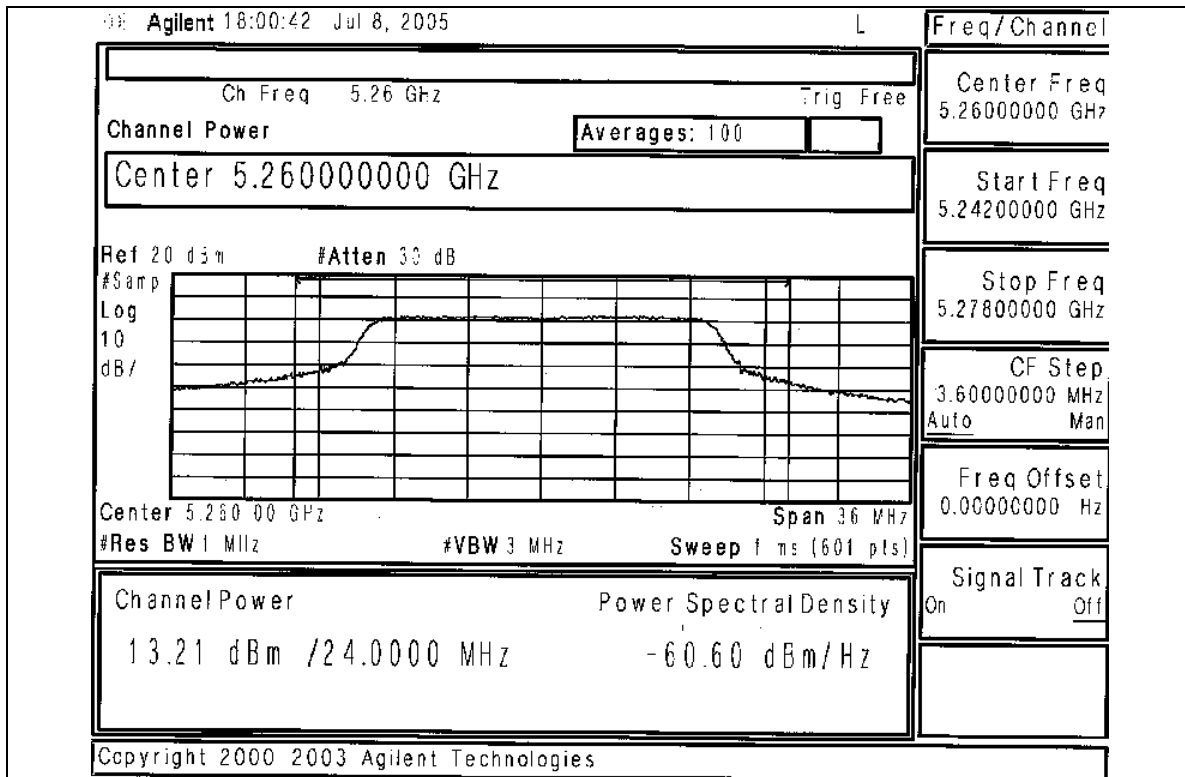 Agilent 18:00:42 Jul 8, 2005 L
Freq/Channel
Ch Freq 5.26 GHz Trig Free
Channel Power Averages: 100
Center 5.260000000 GHz
Ref 20 dBm #Atten 30 dB
#Samp
Log
10
dB/
Center 5.260 00 GHz Span 36 MHz
#Res BW 1 MHz #VBW 3 MHz Sweep 1 ms (601 pts)
Channel Power Power Spectral Density
13.21 dBm /24.0000 MHz -60.60 dBm/Hz
Copyright 2000 2003 Agilent Technologies
Center Freq
5.26000000 GHz
Start Freq
5.24200000 GHz
Stop Freq
5.27800000 GHz
CF Step
3.60000000 MHz
Auto Man
Freq Offset
0.00000000 Hz
Signal Track
On Off